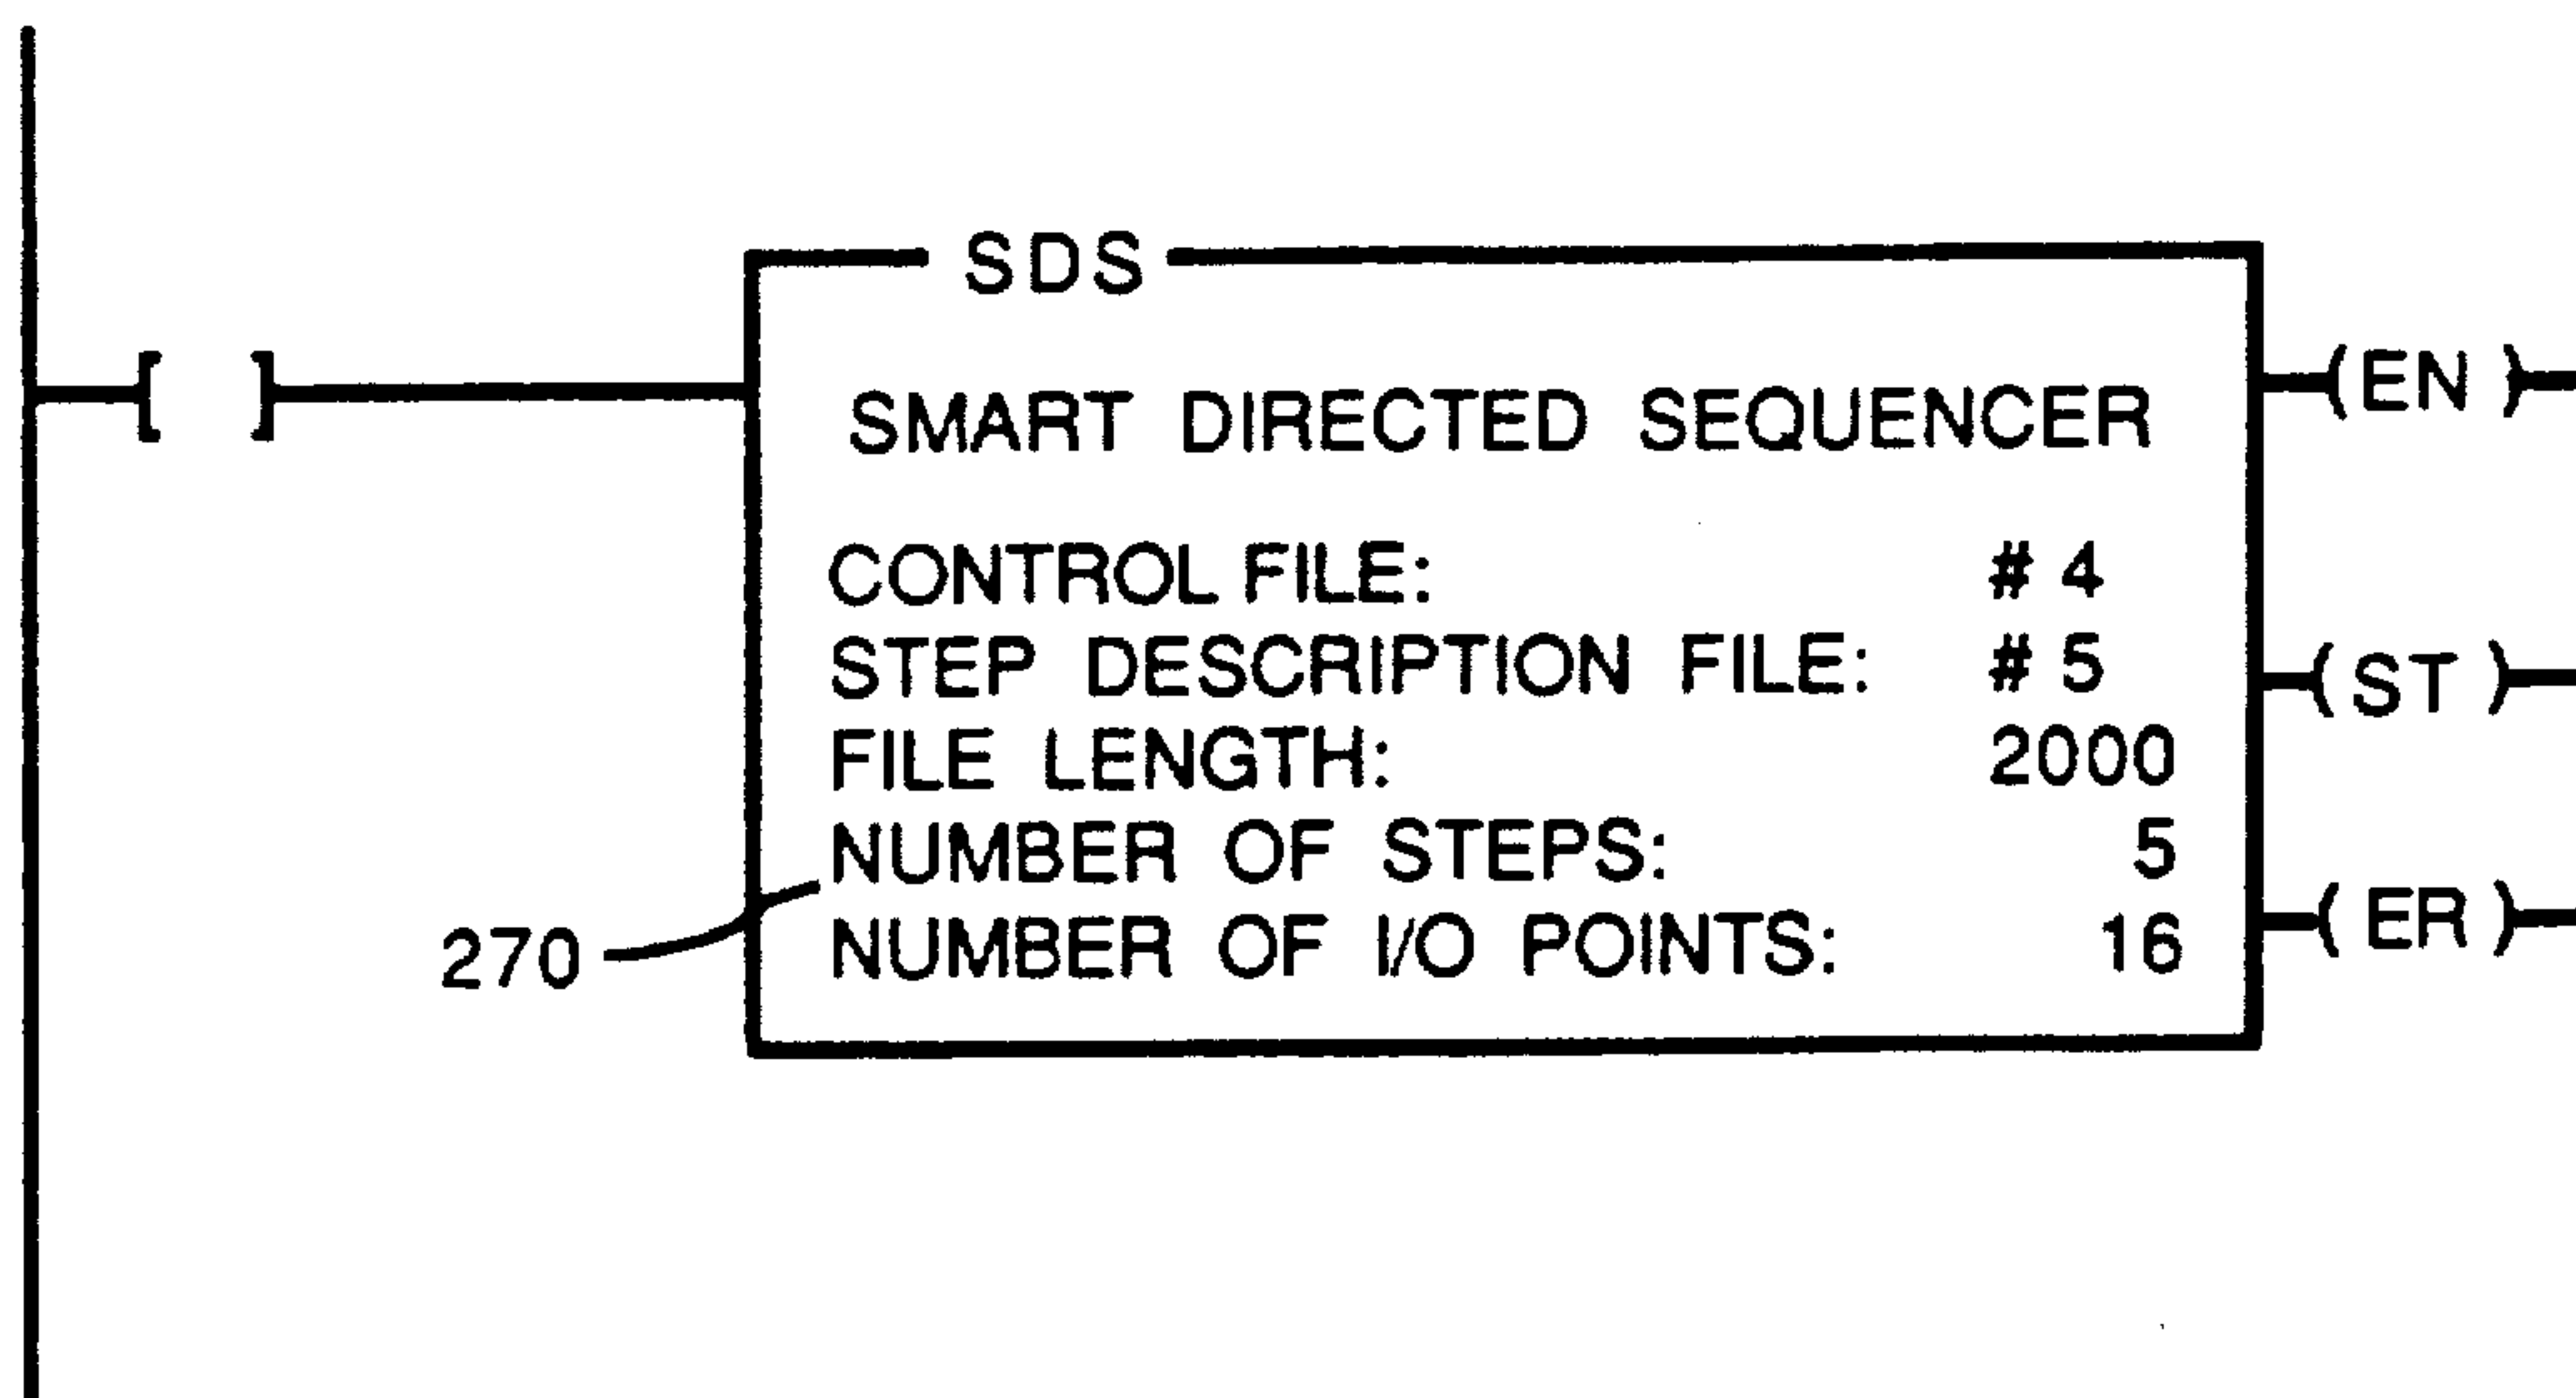 SDS
[ ]
SMART DIRECTED SEQUENCER (EN)
CONTROL FILE: # 4
STEP DESCRIPTION FILE: # 5 (ST)
FILE LENGTH: 2000
NUMBER OF STEPS: 5
270 NUMBER OF I/O POINTS: 16 (ER)